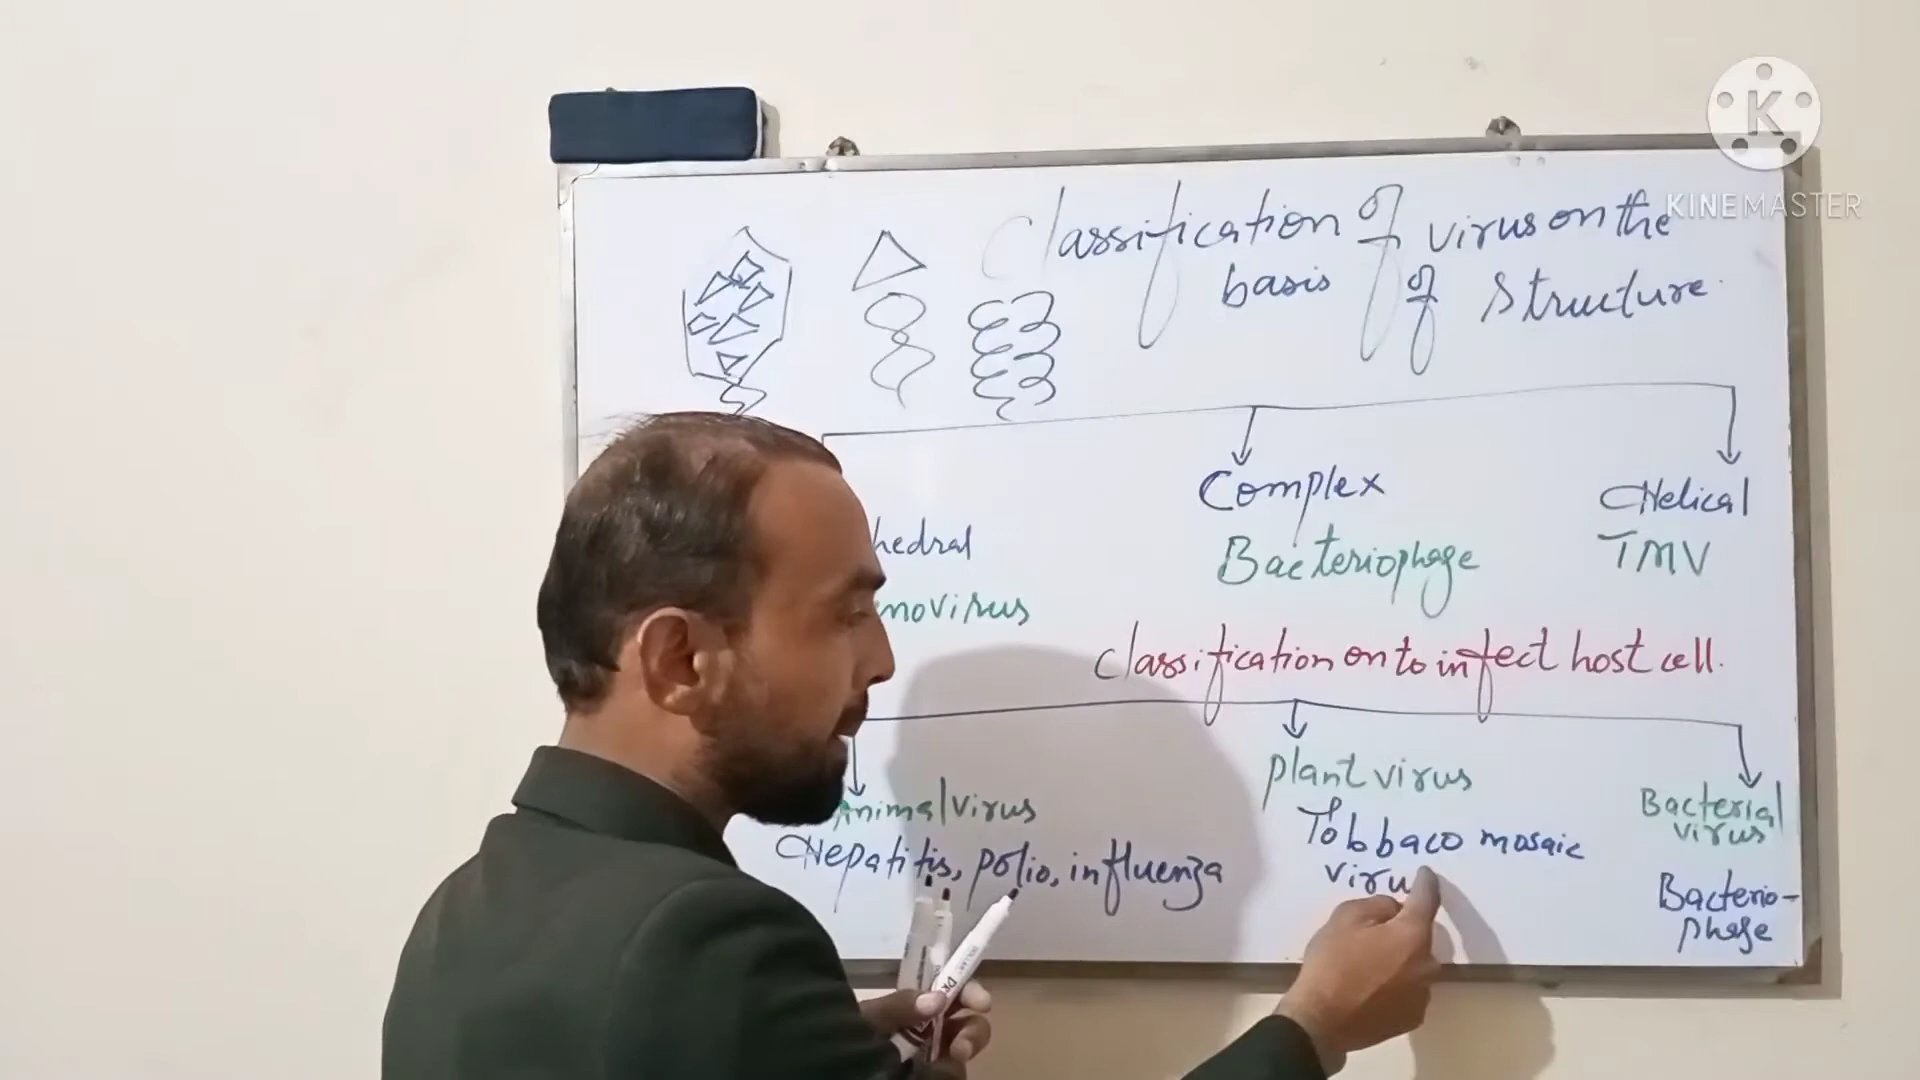 Classification of virus on the
basis of structure.
Complex
Helical
hedral
Bacteriophage
TMV
novirus
Classification on to infect host cell.
Animal virus
Plant virus
Bacterial
virus
Hepatitis, polio, influenza
Tobbaco mosaic
viru
Bacterio-
phage
K
KINEMASTER